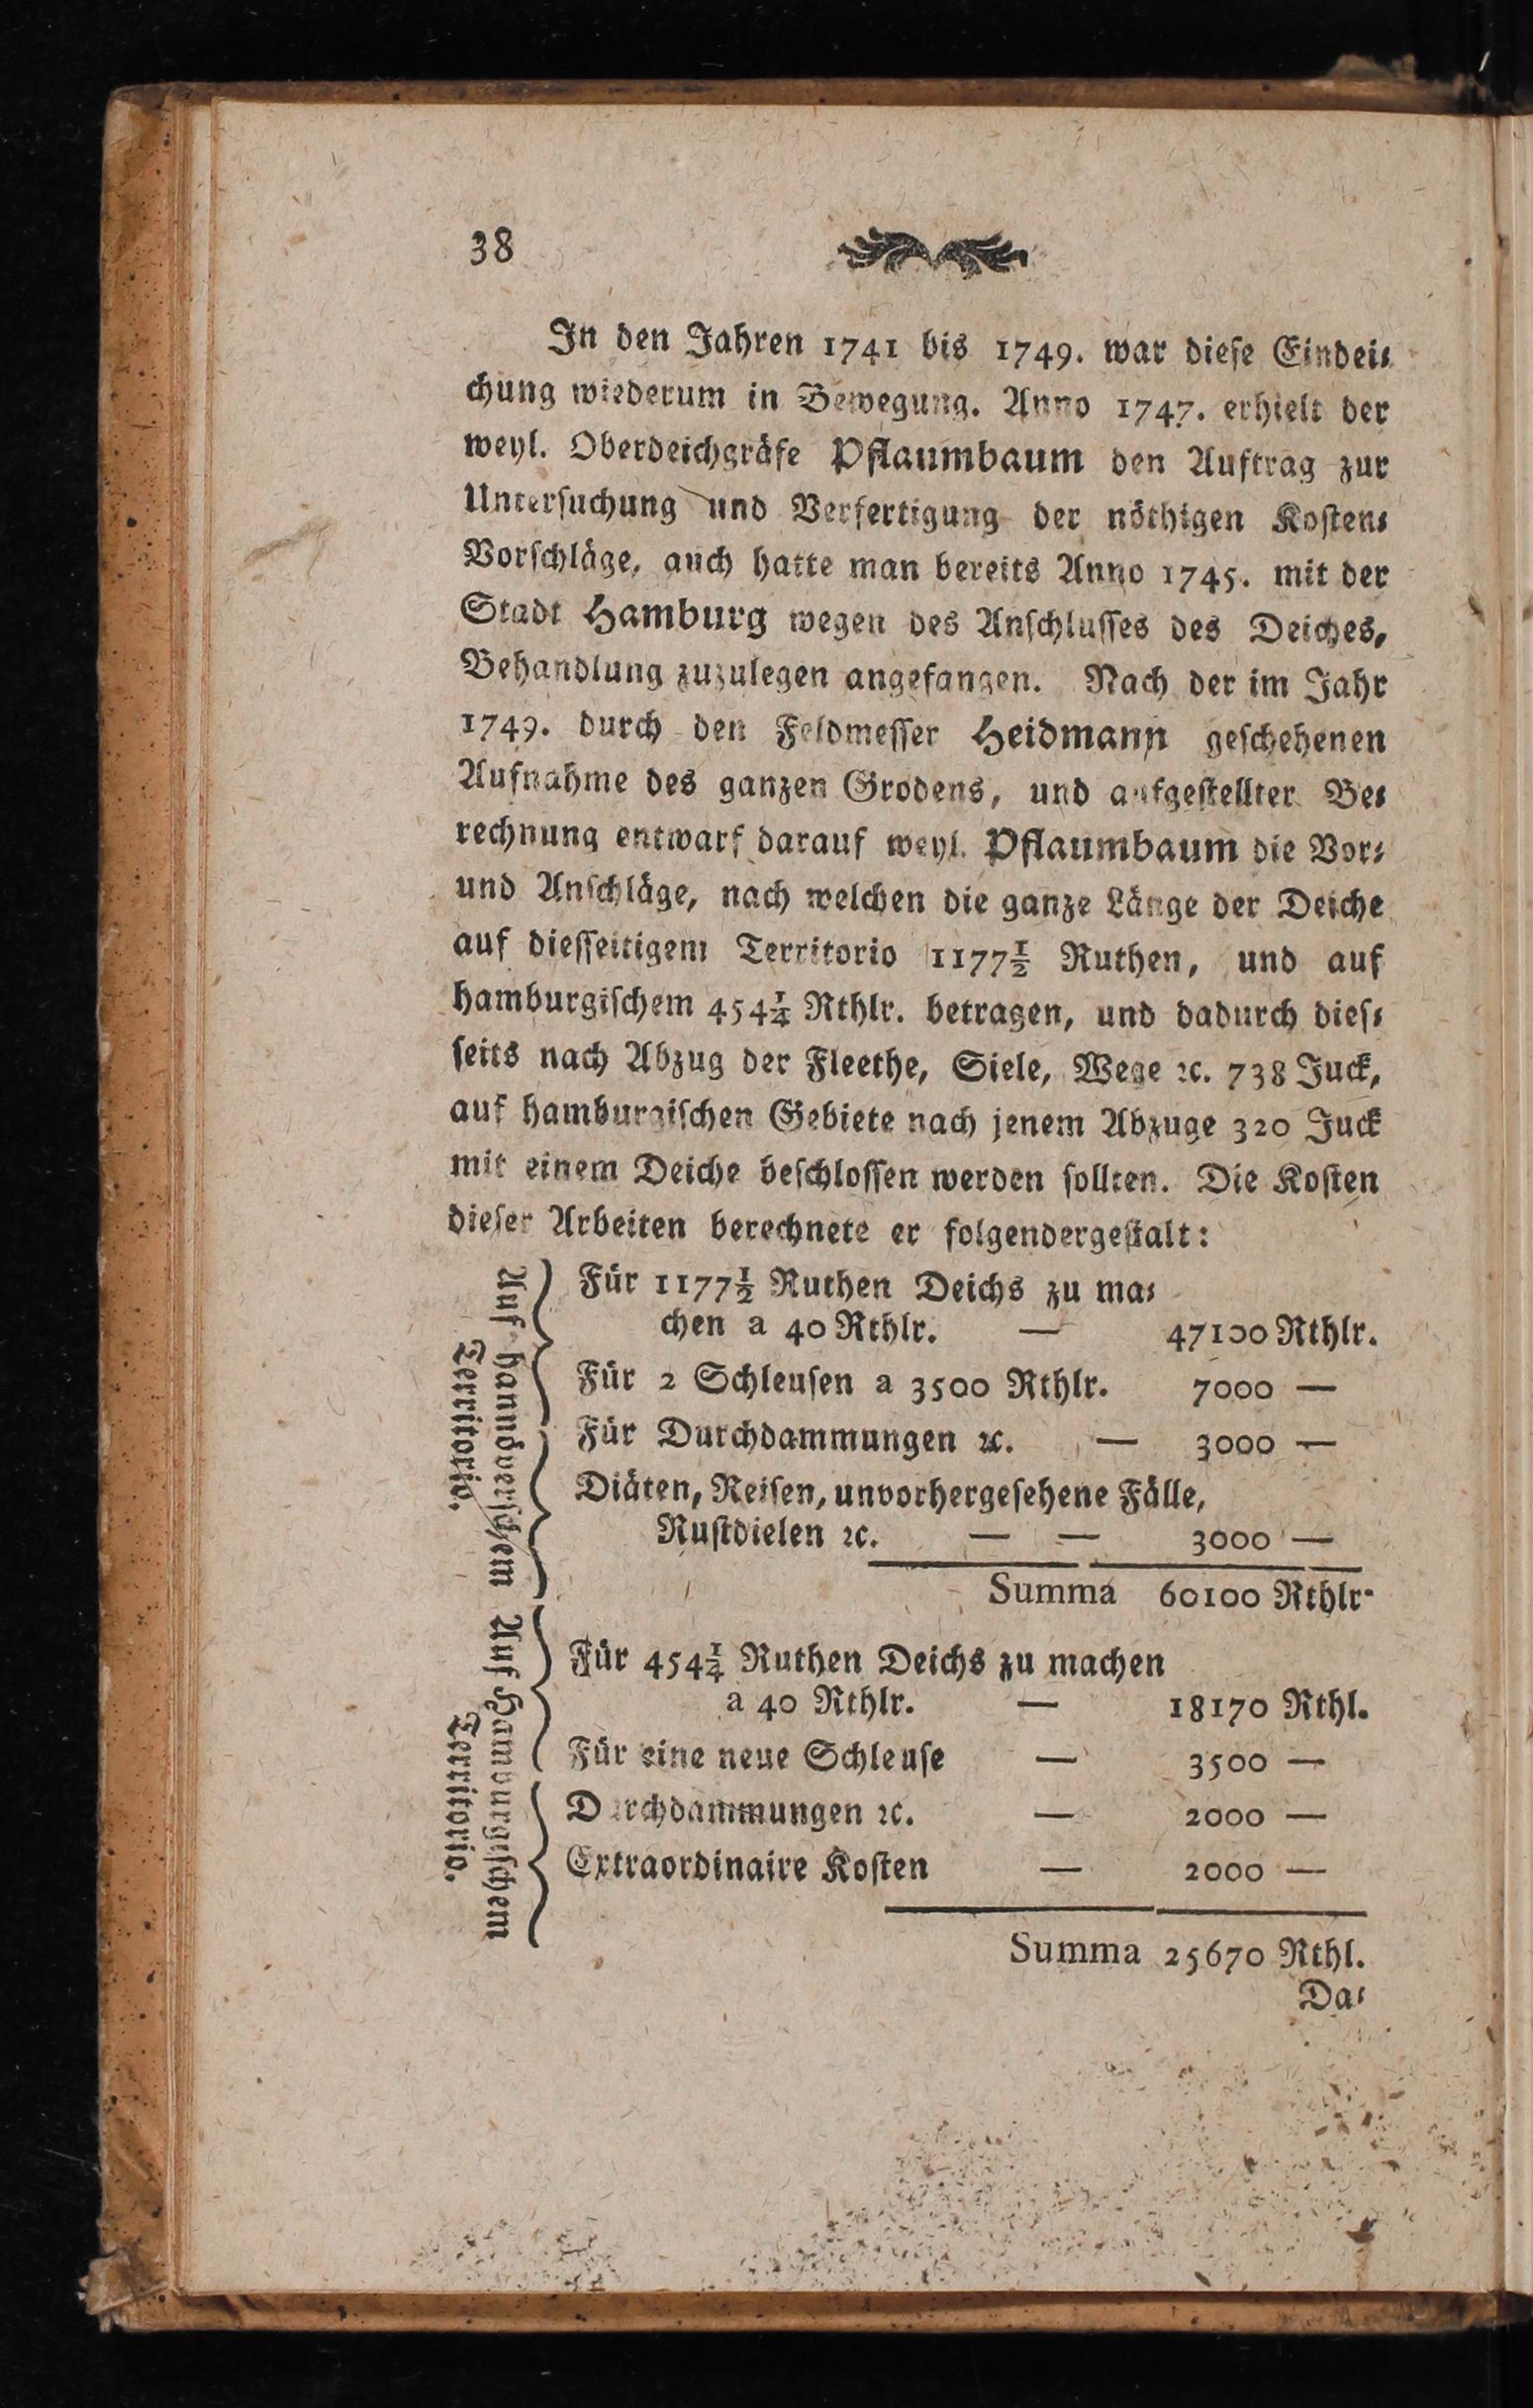 38
In den Jahren 1741 bis 1749. war diese Eindei⸗
chung wiederum in Bewegung. Anno 1747. erhielt der
weyl. Oberdeichgräfe Pflaumbaum den Auftrag zur
Untersuchung und Verfertigung der nöthigen Kosten⸗
Vorschläge, auch hatte man bereits Anno 1745. mit der
Stadt Hamburg wegen des Anschlusses des Deiches,
Behandlung zuzulegen angefangen. Nach der im Jahr
1749. durch den Feldmesser Heidmann geschehenen
Aufnahme des ganzen Grodens, und aufgestellter Be⸗
rechnung entwarf darauf weyl. Pflaumbaum die Vor⸗
und Anschläge, nach welchen die ganze Länge der Deiche
auf diesseitigem Territorio 1177½ Ruthen, und auf
hamburgischem 454¼ Rthlr. betragen, und dadurch dies⸗
seits nach Abzug der Fleethe, Siele, Wege ꝛc. 738 Juck,
auf hamburgischen Gebiete nach jenem Abzuge 320 Juck
mit einem Deiche beschlossen werden sollten. Die Kosten
dieser Arbeiten berechnete er folgendergestalt:
Auf hannöverschem
Territorio.
Für 1177½ Ruthen Deichs zu ma⸗
chen a 40 Rthlr. — 47100 Rthlr.
Für 2 Schleusen a 3500 Rthlr. 7000 —
Für Durchdammungen ꝛc. — 3000 —
Diäten, Reisen, unvorhergesehene Fälle,
Rustdielen ꝛc. — — 3000 —
Summa 60100 Rthlr.
Auf Hamburgeschem
Territorio.
Für 454¼ Ruthen Deichs zu machen
a 40 Rthlr. — 18170 Rthl.
Für eine neue Schleuse — 3500 —
Durchdammungen ꝛc. — 2000 —
Extraordinaire Kosten — 2000 —
Summa 25670 Rthl.
Da⸗